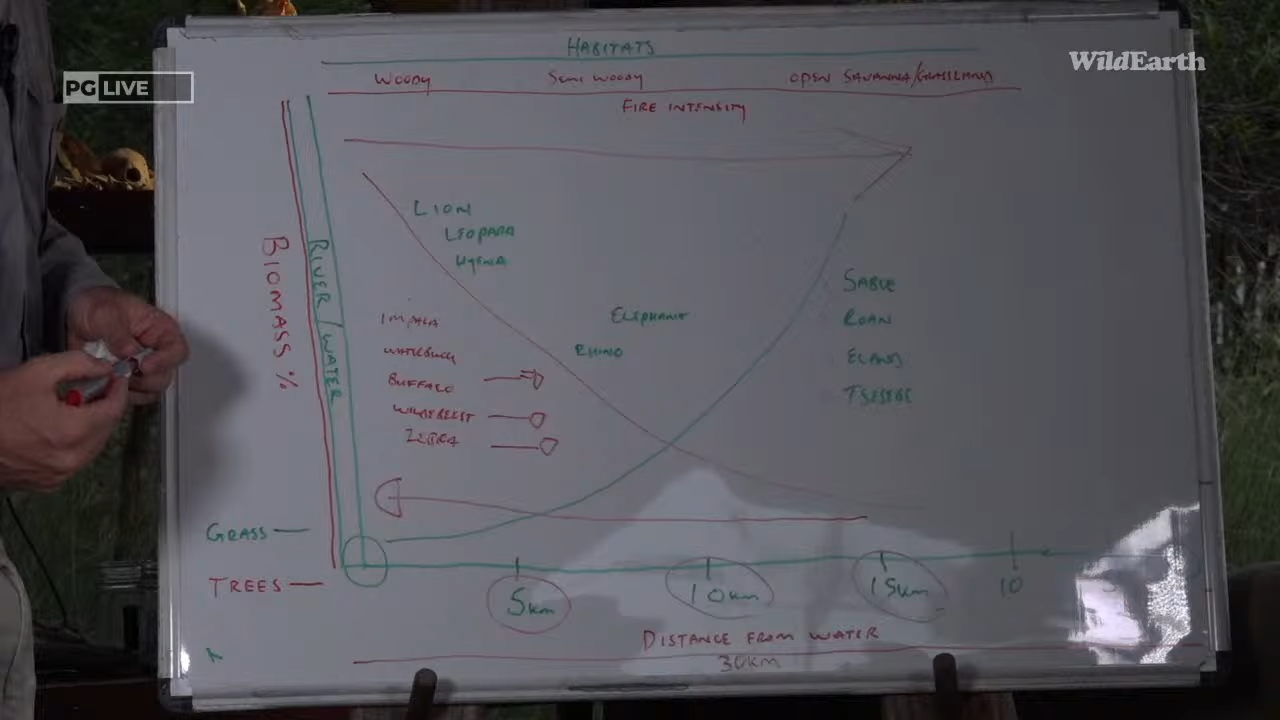 PG LIVE
WildEarth
HABITATS
WOODY SEMI WOODY OPEN SAVANNA/GRASSLAND
FIRE INTENSITY
LION
LEOPARD
HYENA
BIOMASS %
RIVER/WATER
IMPALA
WATERBUCK
BUFFALO
WILDEBEEST
ZEBRA
ELEPHANT
RHINO
SABLE
ROAN
ELAND
TSESEBE
GRASS
TREES
5km 10km 15km 10
DISTANCE FROM WATER
30KM